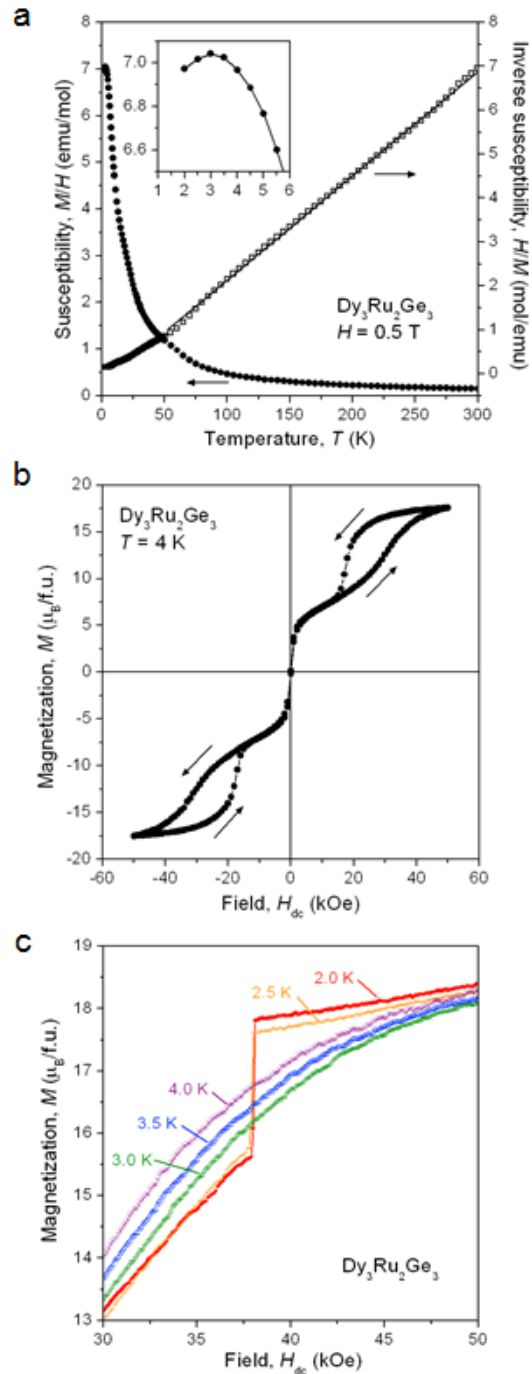 a
8
7
6
5
4
3
2
1
0
Susceptibility, M/H (emu/mol)
7.0
6.8
6.6
1 2 3 4 5 6
8
7
6
5
4
3
2
1
0
Inverse susceptibility, H/M (mol/emu)
Dy₃Ru₂Ge₃
H = 0.5 T
0 50 100 150 200 250 300
Temperature, T (K)
b
20
15
10
5
0
-5
-10
-15
-20
Magnetization, M (μB/f.u.)
Dy₃Ru₂Ge₃
T = 4 K
-60 -40 -20 0 20 40 60
Field, Hdc (kOe)
c
19
18
17
16
15
14
13
Magnetization, M (μB/f.u.)
2.0 K
2.5 K
4.0 K
3.5 K
3.0 K
Dy₃Ru₂Ge₃
30 35 40 45 50
Field, Hdc (kOe)